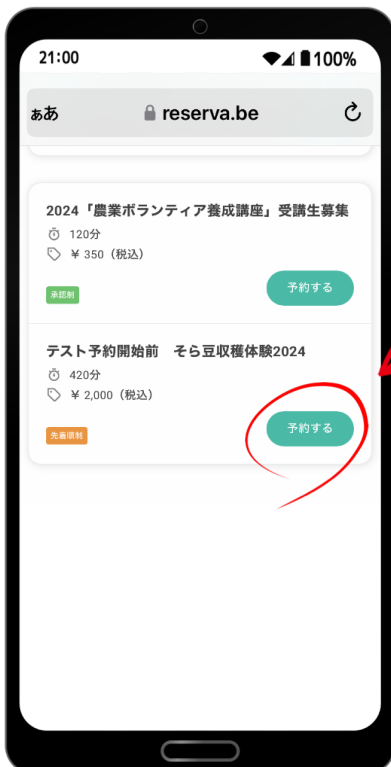 21:00
100%
ぁあ
reserva.be
2024「農業ボランティア養成講座」受講生募集
120分
¥ 350（税込）
承認制
予約する
テスト予約開始前　そら豆収穫体験2024
420分
¥ 2,000（税込）
先着順制
予約する